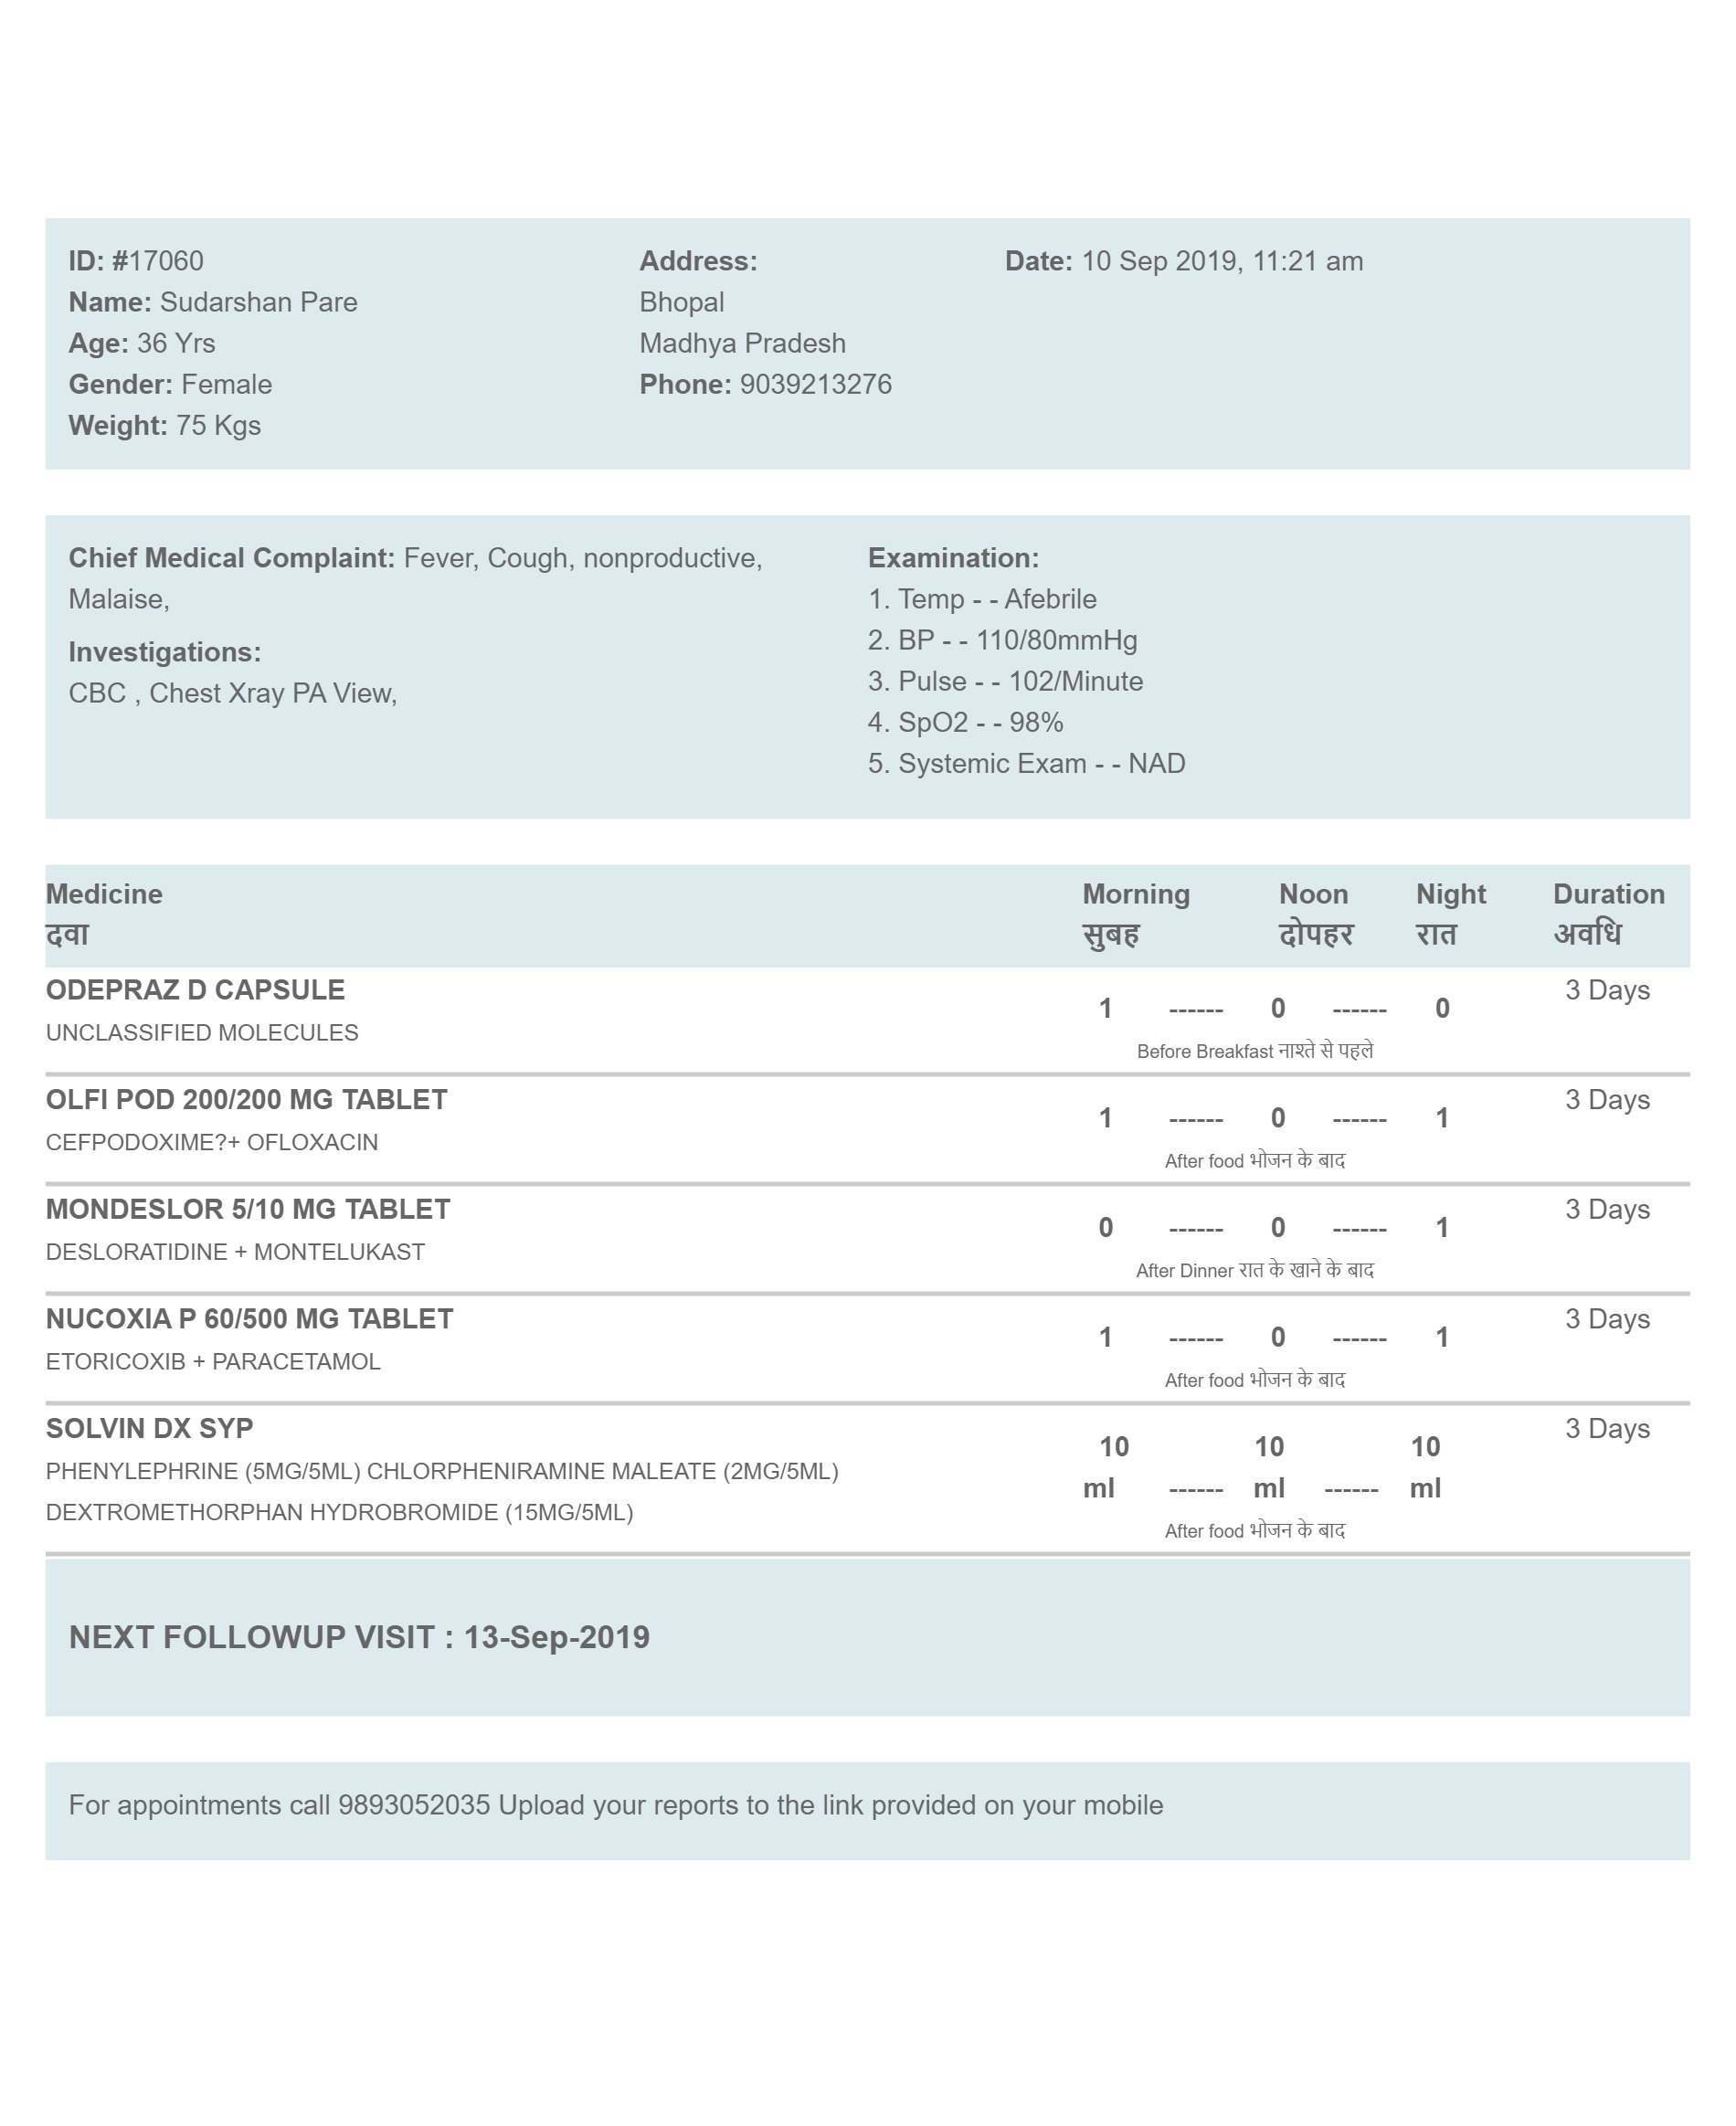 ID: #17060
Name: Sudarshan Pare
Age: 36 Yrs
Gender: Female
Weight: 75 Kgs
Address:
Bhopal
Madhya Pradesh
Phone: 9039213276
Date: 10 Sep 2019, 11:21 am
Chief Medical Complaint: Fever, Cough, nonproductive,
Malaise,
Investigations:
CBC , Chest Xray PA View,
Examination:
1. Temp - - Afebrile
2. BP - - 110/80mmHg
3. Pulse - - 102/Minute
4. SpO2 - - 98%
5. Systemic Exam - - NAD
Medicine Morning Noon Night Duration
दवा सुबह दोपहर रात अवधि
ODEPRAZ D CAPSULE 3 Days
1 ------ 0 ------ 0
UNCLASSIFIED MOLECULES
Before Breakfast नाश्ते से पहले
OLFI POD 200/200 MG TABLET 3 Days
1 ------ 0 ------ 1
CEFPODOXIME?+ OFLOXACIN
After food भोजन के बाद
MONDESLOR 5/10 MG TABLET 3 Days
0 ------ 0 ------ 1
DESLORATIDINE + MONTELUKAST
After Dinner रात के खाने के बाद
NUCOXIA P 60/500 MG TABLET 3 Days
1 ------ 0 ------ 1
ETORICOXIB + PARACETAMOL
After food भोजन के बाद
SOLVIN DX SYP 3 Days
10 10 10
PHENYLEPHRINE (5MG/5ML) CHLORPHENIRAMINE MALEATE (2MG/5ML)
ml ------ ml ------ ml
DEXTROMETHORPHAN HYDROBROMIDE (15MG/5ML)
After food भोजन के बाद
NEXT FOLLOWUP VISIT : 13-Sep-2019
For appointments call 9893052035 Upload your reports to the link provided on your mobile